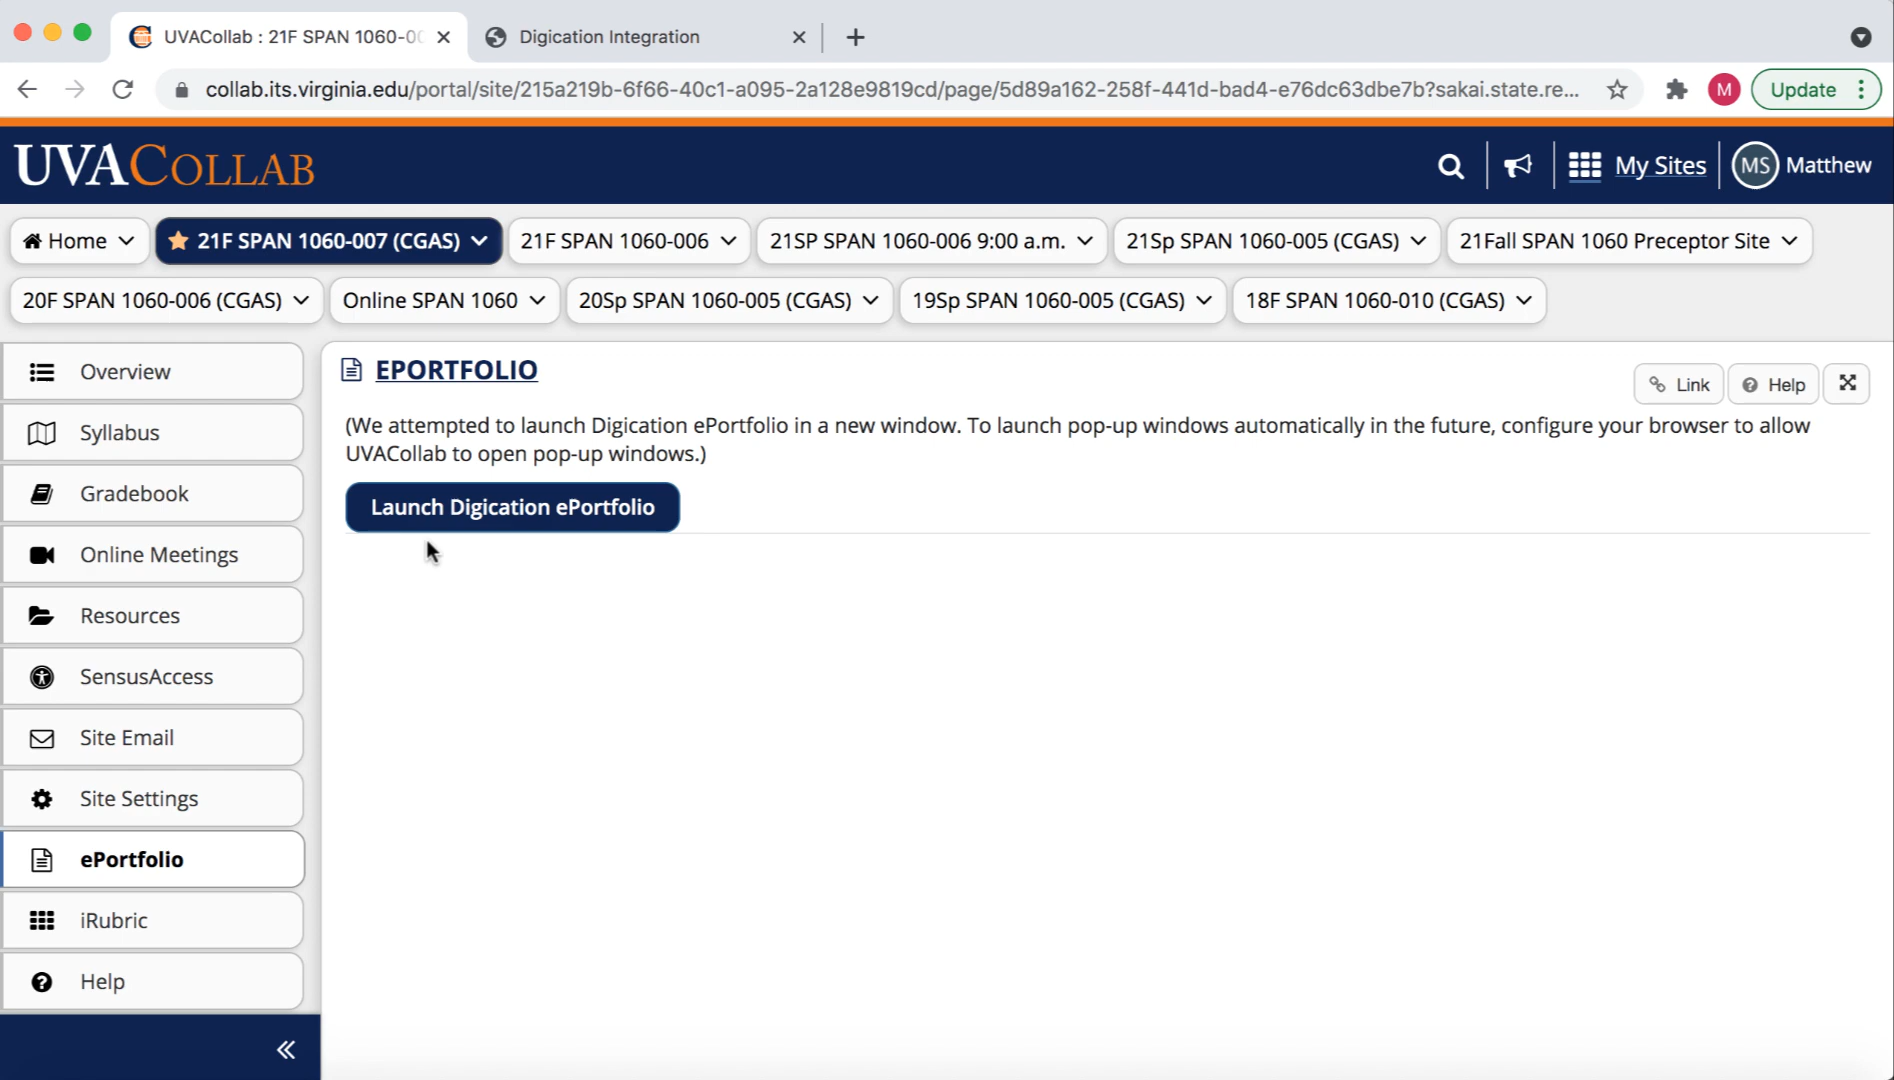 UVACollab : 21F SPAN 1060-00
Digication Integration
collab.its.virginia.edu/portal/site/215a219b-6f66-40c1-a095-2a128e9819cd/page/5d89a162-258f-441d-bad4-e76dc63dbe7b?sakai.state.re...
M
Update
UVACOLLAB
My Sites
MS
Matthew
Home
21F SPAN 1060-007 (CGAS)
21F SPAN 1060-006
21SP SPAN 1060-006 9:00 a.m.
21Sp SPAN 1060-005 (CGAS)
21Fall SPAN 1060 Preceptor Site
20F SPAN 1060-006 (CGAS)
Online SPAN 1060
20Sp SPAN 1060-005 (CGAS)
19Sp SPAN 1060-005 (CGAS)
18F SPAN 1060-010 (CGAS)
Overview
Syllabus
Gradebook
Online Meetings
Resources
SensusAccess
Site Email
Site Settings
ePortfolio
iRubric
Help
EPORTFOLIO
Link
Help
(We attempted to launch Digication ePortfolio in a new window. To launch pop-up windows automatically in the future, configure your browser to allow
UVACollab to open pop-up windows.)
Launch Digication ePortfolio